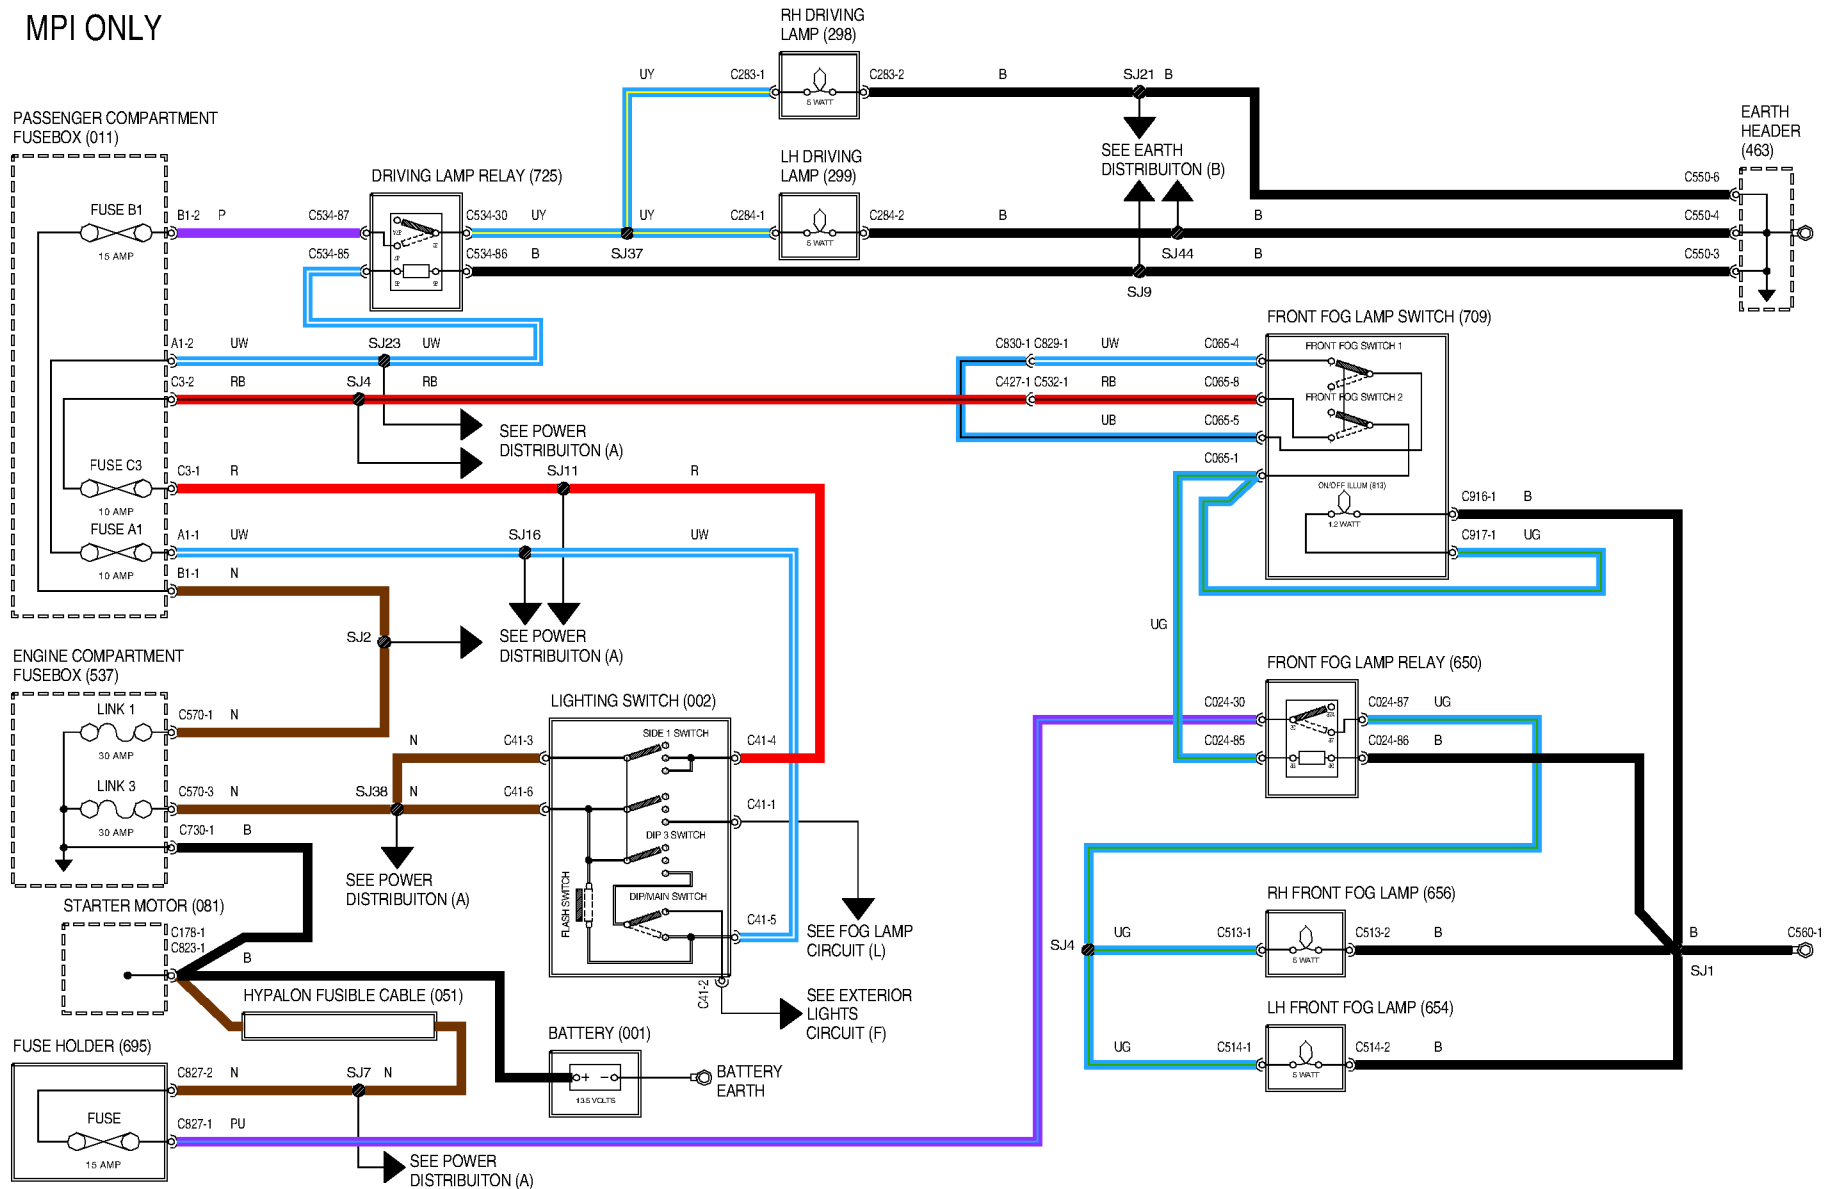 MPI ONLY
RH DRIVING
LAMP (298)
UY
C283-1
C283-2
B
SJ21
B
5 WATT
PASSENGER COMPARTMENT
FUSEBOX (011)
EARTH
HEADER
(463)
SEE EARTH
DISTRIBUITON (B)
LH DRIVING
LAMP (299)
DRIVING LAMP RELAY (725)
C550-6
FUSE B1
B1-2
P
C534-87
C534-30
UY
UY
C284-1
C284-2
B
B
C550-4
5 WATT
15 AMP
C534-85
C534-86
B
SJ37
SJ44
B
C550-3
SJ9
FRONT FOG LAMP SWITCH (709)
A1-2
UW
SJ23
UW
C830-1
C829-1
UW
C065-4
FRONT FOG SWITCH 1
C3-2
RB
SJ4
RB
C427-1
C532-1
RB
C065-8
FRONT FOG SWITCH 2
UB
C065-5
SEE POWER
DISTRIBUITON (A)
FUSE C3
C3-1
R
SJ11
R
C065-1
10 AMP
ON/OFF ILLUM (813)
1.2 WATT
C916-1
B
FUSE A1
A1-1
UW
SJ16
UW
C917-1
UG
10 AMP
B1-1
N
SJ2
SEE POWER
DISTRIBUITON (A)
UG
ENGINE COMPARTMENT
FUSEBOX (537)
FRONT FOG LAMP RELAY (650)
LINK 1
C570-1
N
30 AMP
LIGHTING SWITCH (002)
C024-30
C024-87
UG
SIDE 1 SWITCH
N
C41-3
C41-4
C024-85
C024-86
B
LINK 3
C570-3
N
SJ38
N
C41-6
C41-1
30 AMP
C730-1
B
DIP 3 SWITCH
SEE POWER
DISTRIBUITON (A)
FLASH SWITCH
DIP/MAIN SWITCH
C41-5
RH FRONT FOG LAMP (656)
STARTER MOTOR (081)
C178-1
C823-1
B
SEE FOG LAMP
CIRCUIT (L)
SJ4
UG
C513-1
C513-2
B
B
C560-1
5 WATT
SJ1
HYPALON FUSIBLE CABLE (051)
C41-2
SEE EXTERIOR
LIGHTS
CIRCUIT (F)
LH FRONT FOG LAMP (654)
BATTERY (001)
FUSE HOLDER (695)
UG
C514-1
C514-2
B
5 WATT
C827-2
N
SJ7
N
+
-
13.5 VOLTS
BATTERY
EARTH
FUSE
C827-1
PU
15 AMP
SEE POWER
DISTRIBUITON (A)